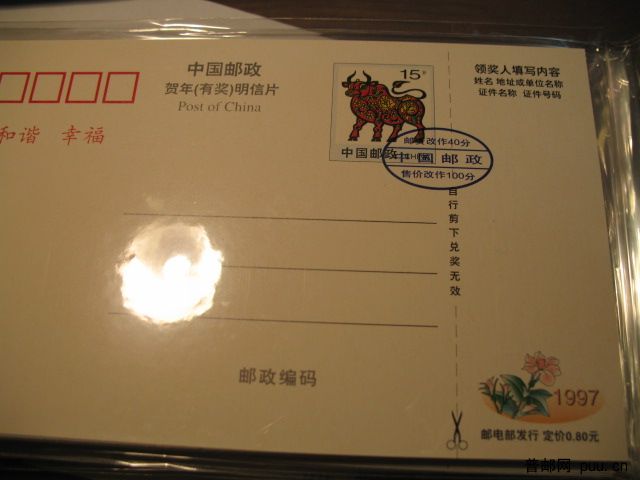 中国邮政
贺年(有奖)明信片
Post of China
和谐 幸福
15分
中国邮政
邮资改作40分
中国邮政
售价改作100分
领奖人填写内容
姓名 地址或单位名称
证件名称 证件号码
自行剪下兑奖无效
邮政编码
1997
邮电部发行 定价0.80元
普邮网 puu.cn